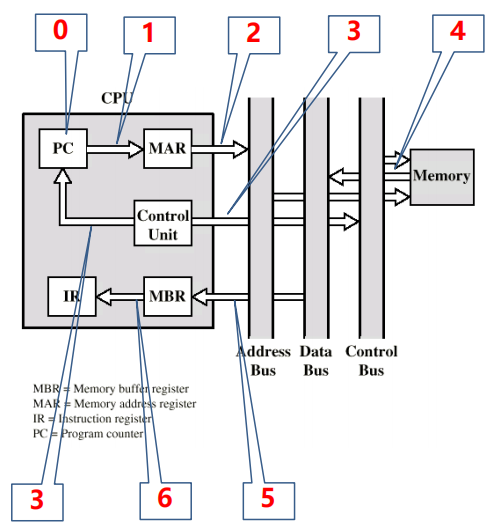 0
1
2
3
4
CPU
PC
MAR
Memory
Control
Unit
IR
MBR
Address
Bus
Data
Bus
Control
Bus
MBR = Memory buffer register
MAR = Memory address register
IR = Instruction register
PC = Program counter
3
6
5